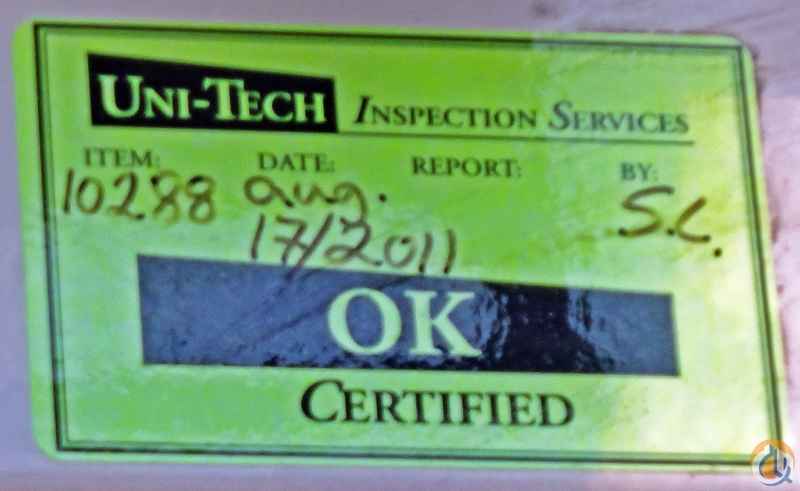 UNI-TECH INSPECTION SERVICES
ITEM: DATE: REPORT: BY:
10288 aug. S.C.
17/2011
OK
CERTIFIED